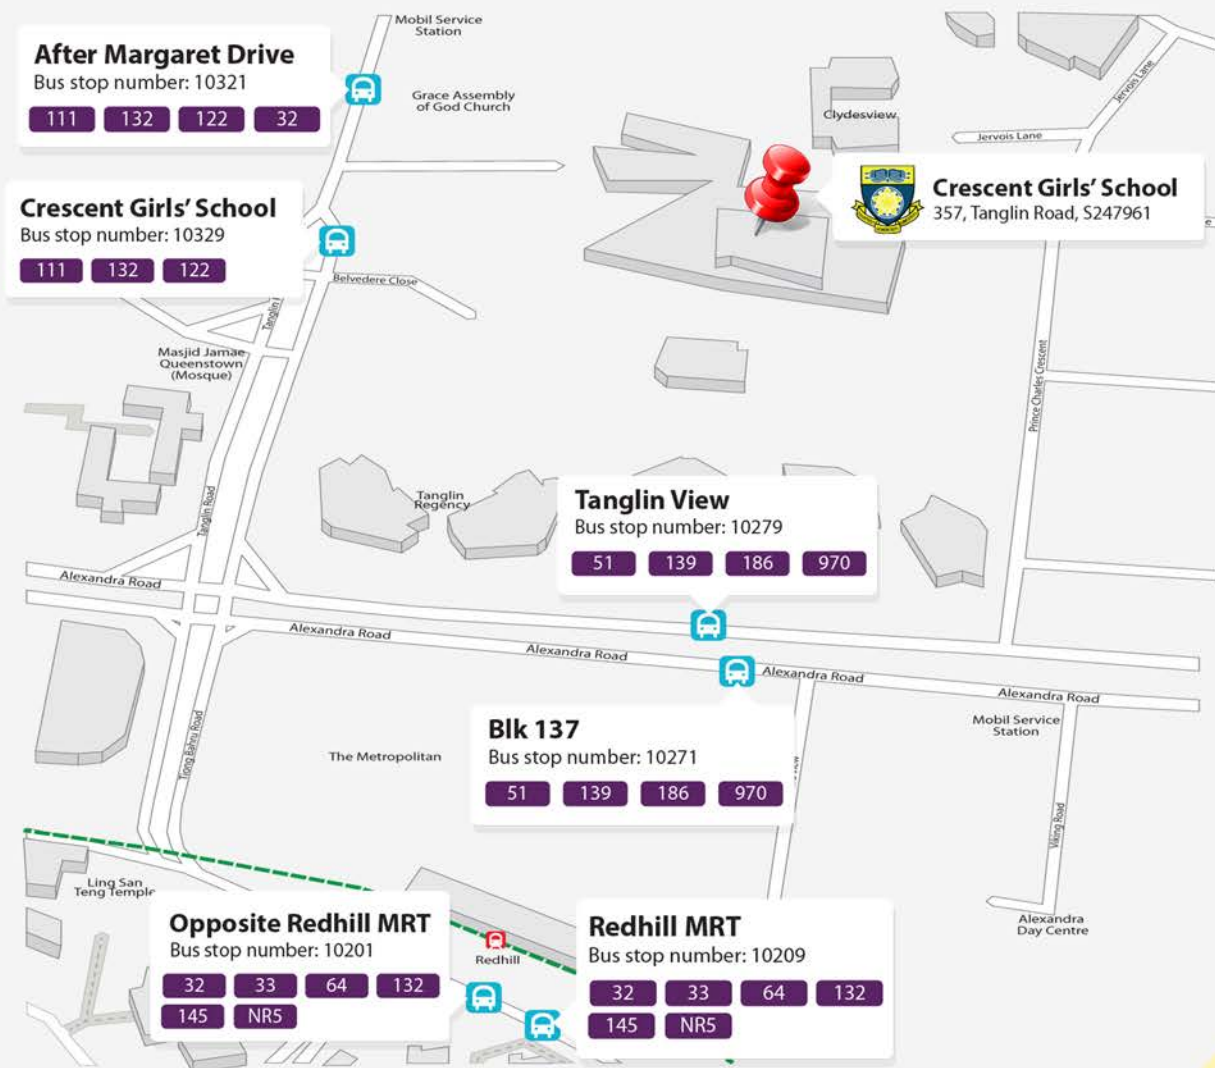 Mobil Service
Station
After Margaret Drive
Bus stop number: 10321
111 132 122 32
Grace Assembly
of God Church
Clydesview
Jervois Lane
Jervois Lane
Crescent Girls' School
357, Tanglin Road, S247961
Crescent Girls' School
Bus stop number: 10329
111 132 122
Belvedere Close
Tanglin
Masjid Jamae
Queenstown
(Mosque)
Prince Charles Crescent
Tanglin Road
Tanglin
Regency
Tanglin View
Bus stop number: 10279
51 139 186 970
Alexandra Road
Alexandra Road
Alexandra Road
Alexandra Road
Alexandra Road
Mobil Service
Station
Blk 137
Bus stop number: 10271
51 139 186 970
Tiong Bahru Road
The Metropolitan
Viking Road
Ling San
Teng Temple
Alexandra
Day Centre
Opposite Redhill MRT
Bus stop number: 10201
32 33 64 132
145 NR5
Redhill
Redhill MRT
Bus stop number: 10209
32 33 64 132
145 NR5